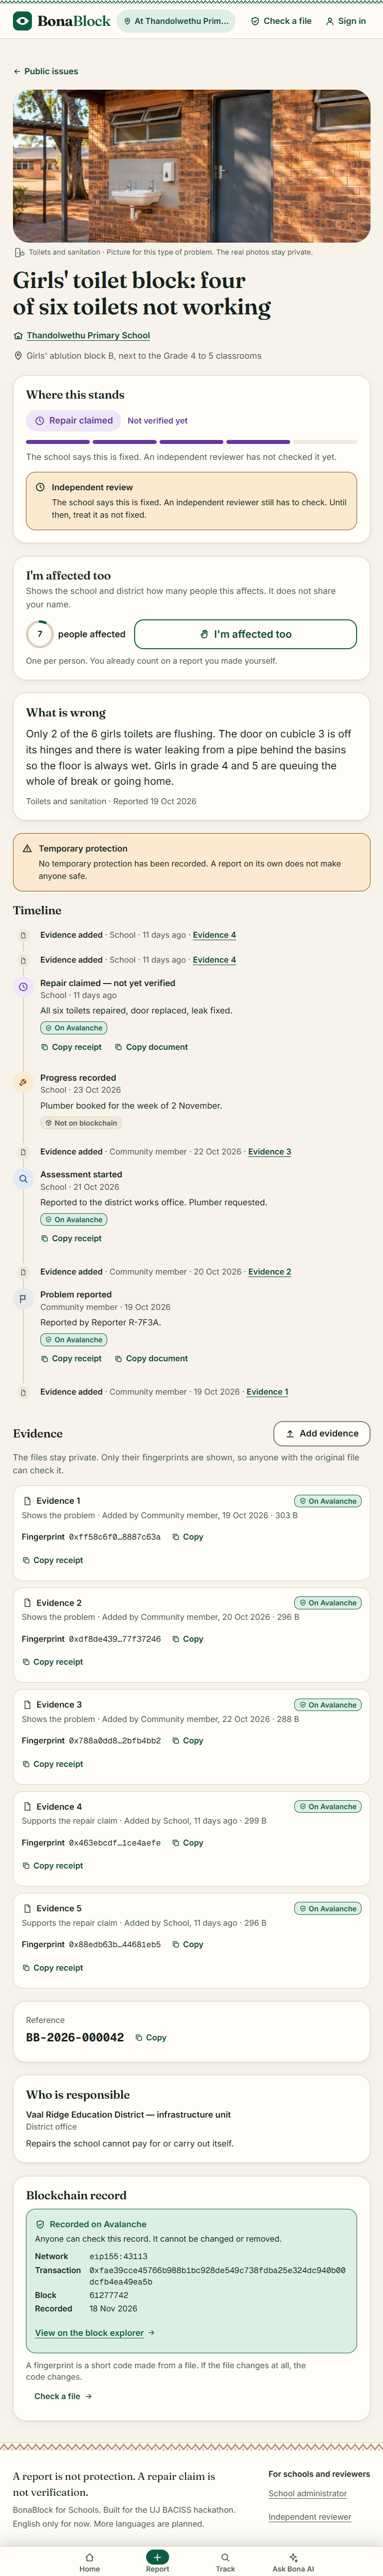 BonaBlock
At Thandolwethu Prim...
Check a file
Sign in
← Public issues
Toilets and sanitation · Picture for this type of problem. The real photos stay private.
Girls' toilet block: four
of six toilets not working
Thandolwethu Primary School
Girls' ablution block B, next to the Grade 4 to 5 classrooms
Where this stands
Repair claimed
Not verified yet
The school says this is fixed. An independent reviewer has not checked it yet.
Independent review
The school says this is fixed. An independent reviewer still has to check. Until
then, treat it as not fixed.
I'm affected too
Shows the school and district how many people this affects. It does not share
your name.
7
people affected
I'm affected too
One per person. You already count on a report you made yourself.
What is wrong
Only 2 of the 6 girls toilets are flushing. The door on cubicle 3 is off
its hinges and there is water leaking from a pipe behind the basins
so the floor is always wet. Girls in grade 4 and 5 are queuing the
whole of break or going home.
Toilets and sanitation · Reported 19 Oct 2026
Temporary protection
No temporary protection has been recorded. A report on its own does not make
anyone safe.
Timeline
Evidence added · School · 11 days ago · Evidence 4
Evidence added · School · 11 days ago · Evidence 4
Repair claimed — not yet verified
School · 11 days ago
All six toilets repaired, door replaced, leak fixed.
On Avalanche
Copy receipt
Copy document
Progress recorded
School · 23 Oct 2026
Plumber booked for the week of 2 November.
Not on blockchain
Evidence added · Community member · 22 Oct 2026 · Evidence 3
Assessment started
School · 21 Oct 2026
Reported to the district works office. Plumber requested.
On Avalanche
Copy receipt
Evidence added · Community member · 20 Oct 2026 · Evidence 2
Problem reported
Community member · 19 Oct 2026
Reported by Reporter R-7F3A.
On Avalanche
Copy receipt
Copy document
Evidence added · Community member · 19 Oct 2026 · Evidence 1
Evidence
Add evidence
The files stay private. Only their fingerprints are shown, so anyone with the original file
can check it.
Evidence 1
On Avalanche
Shows the problem · Added by Community member, 19 Oct 2026 · 303 B
Fingerprint 0xff58c6f0…8887c63a Copy
Copy receipt
Evidence 2
On Avalanche
Shows the problem · Added by Community member, 20 Oct 2026 · 296 B
Fingerprint 0xdf8de439…77f37246 Copy
Copy receipt
Evidence 3
On Avalanche
Shows the problem · Added by Community member, 22 Oct 2026 · 288 B
Fingerprint 0x788a0dd8…2bfb4bb2 Copy
Copy receipt
Evidence 4
On Avalanche
Supports the repair claim · Added by School, 11 days ago · 299 B
Fingerprint 0x463ebcdf…1ce4aefe Copy
Copy receipt
Evidence 5
On Avalanche
Supports the repair claim · Added by School, 11 days ago · 296 B
Fingerprint 0x88edb63b…44681eb5 Copy
Copy receipt
Reference
BB-2026-000042 Copy
Who is responsible
Vaal Ridge Education District — infrastructure unit
District office
Repairs the school cannot pay for or carry out itself.
Blockchain record
Recorded on Avalanche
Anyone can check this record. It cannot be changed or removed.
Network eip155:43113
Transaction 0xfae39cce45766b988b1bc928de549c738fdba25e324dc940b00
dcfb4ea49ea5b
Block 61277742
Recorded 18 Nov 2026
View on the block explorer →
A fingerprint is a short code made from a file. If the file changes at all, the
code changes.
Check a file →
A report is not protection. A repair claim is
not verification.
BonaBlock for Schools. Built for the UJ BACISS hackathon.
English only for now. More languages are planned.
For schools and reviewers
School administrator
Independent reviewer
Home
Report
Track
Ask Bona AI